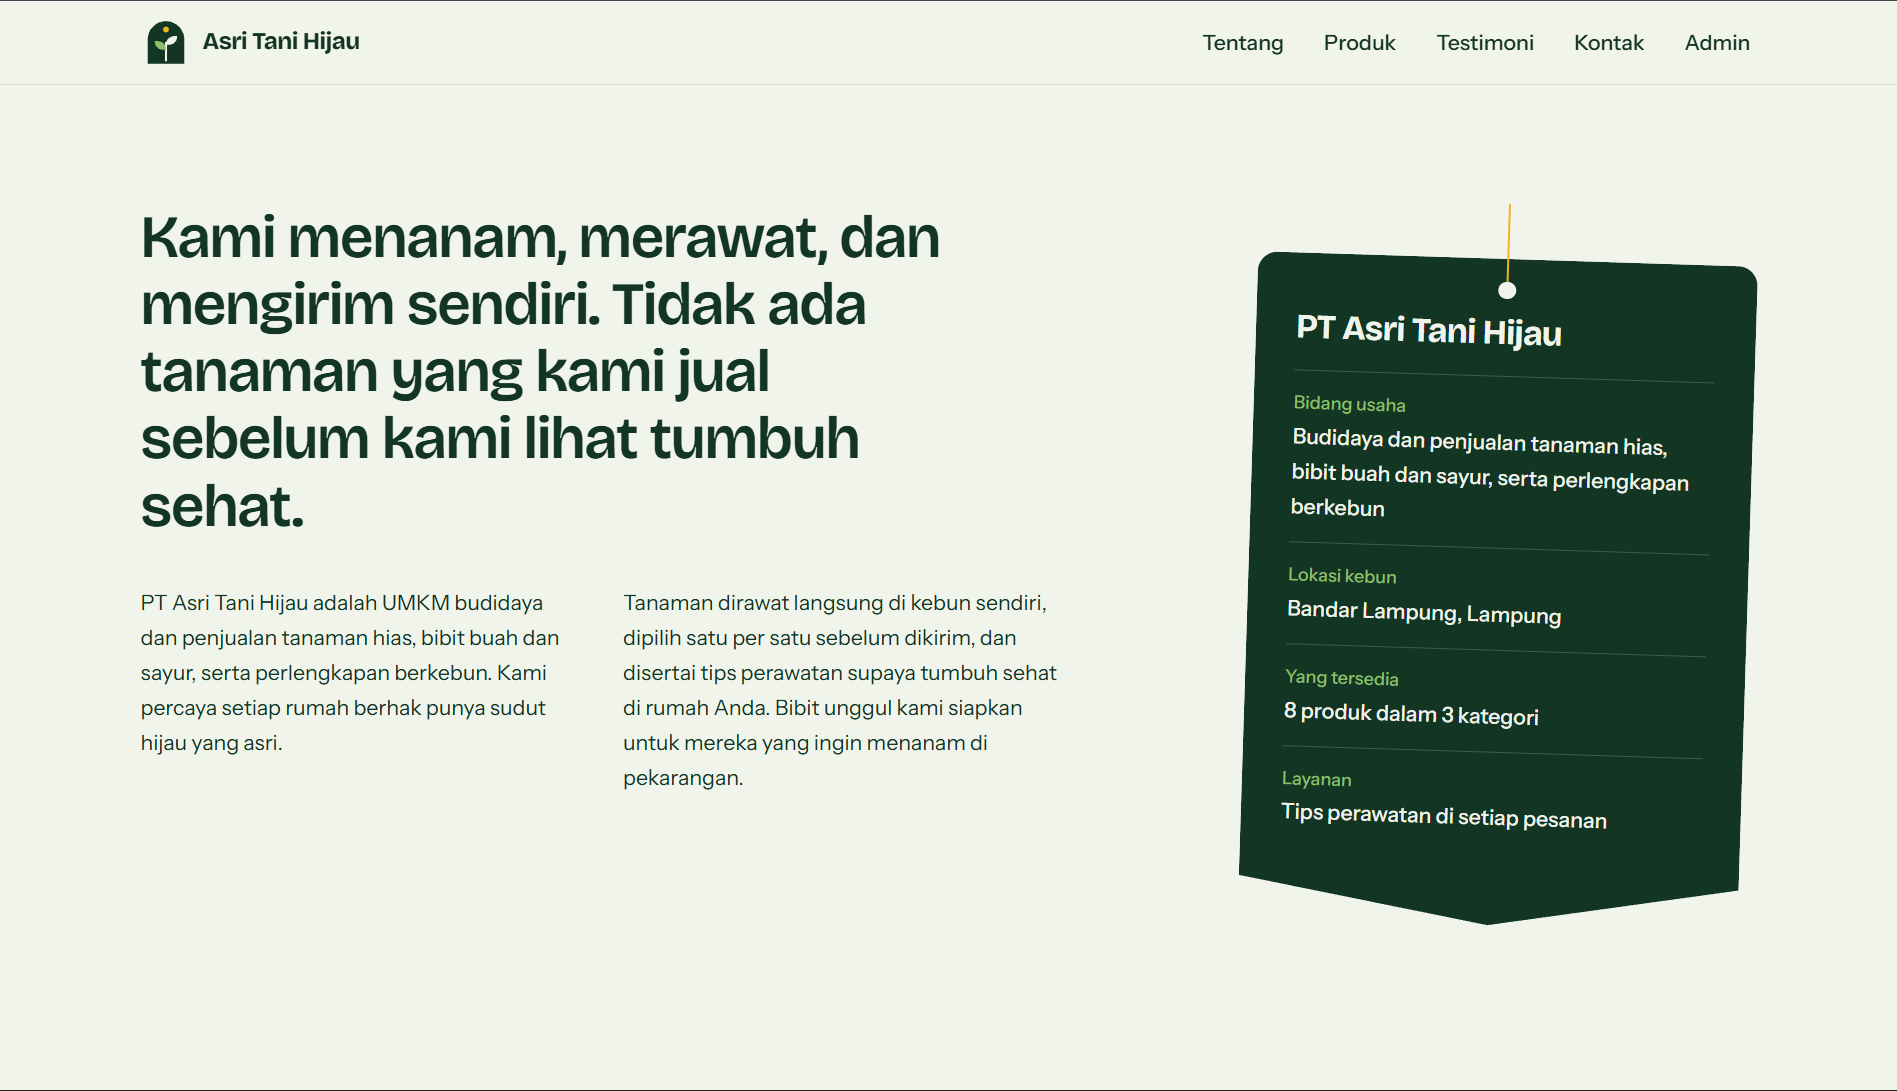 Asri Tani Hijau
Tentang
Produk
Testimoni
Kontak
Admin
Kami menanam, merawat, dan
mengirim sendiri. Tidak ada
tanaman yang kami jual
sebelum kami lihat tumbuh
sehat.
PT Asri Tani Hijau adalah UMKM budidaya
dan penjualan tanaman hias, bibit buah dan
sayur, serta perlengkapan berkebun. Kami
percaya setiap rumah berhak punya sudut
hijau yang asri.
Tanaman dirawat langsung di kebun sendiri,
dipilih satu per satu sebelum dikirim, dan
disertai tips perawatan supaya tumbuh sehat
di rumah Anda. Bibit unggul kami siapkan
untuk mereka yang ingin menanam di
pekarangan.
PT Asri Tani Hijau
Bidang usaha
Budidaya dan penjualan tanaman hias,
bibit buah dan sayur, serta perlengkapan
berkebun
Lokasi kebun
Bandar Lampung, Lampung
Yang tersedia
8 produk dalam 3 kategori
Layanan
Tips perawatan di setiap pesanan